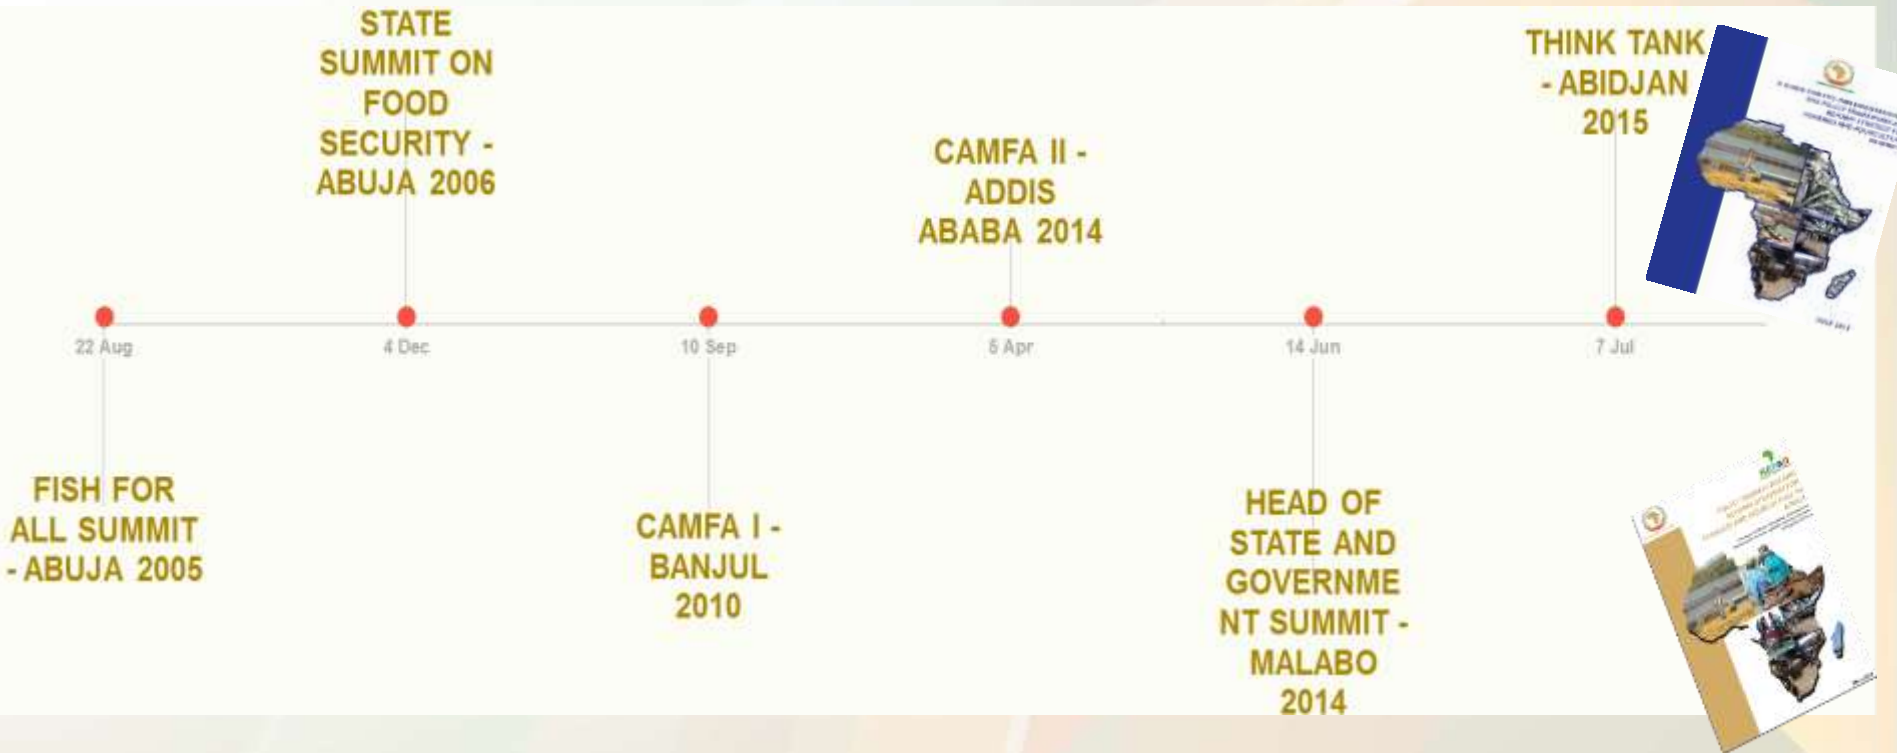 STATE
SUMMIT ON
FOOD
SECURITY -
ABUJA 2006
CAMFA II -
ADDIS
ABABA 2014
THINK TANK
- ABIDJAN
2015
22 Aug
4 Dec
10 Sep
5 Apr
14 Jun
7 Jul
FISH FOR
ALL SUMMIT
- ABUJA 2005
CAMFA I -
BANJUL
2010
HEAD OF
STATE AND
GOVERNME
NT SUMMIT -
MALABO
2014